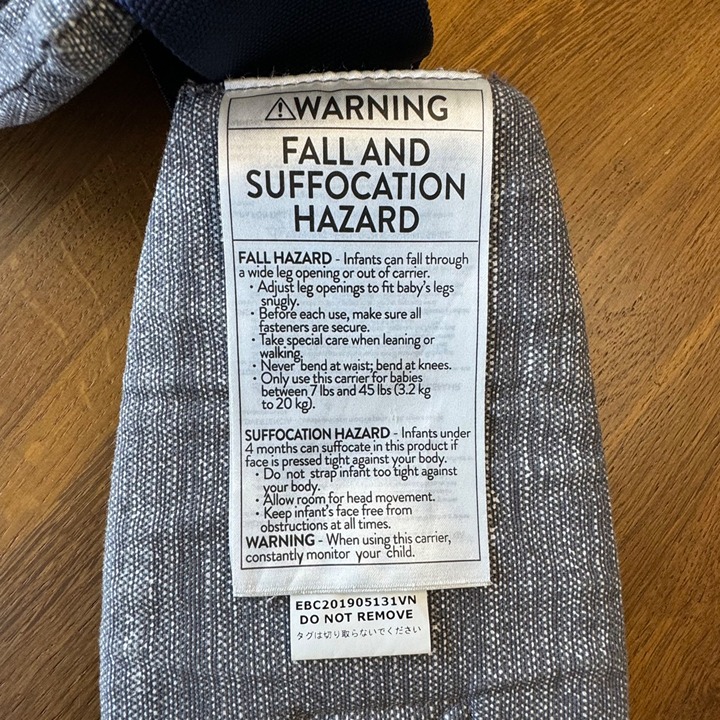 ⚠WARNING
FALL AND
SUFFOCATION
HAZARD
FALL HAZARD - Infants can fall through
a wide leg opening or out of carrier.
· Adjust leg openings to fit baby's legs
snugly.
· Before each use, make sure all
fasteners are secure.
· Take special care when leaning or
walking.
· Never bend at waist; bend at knees.
· Only use this carrier for babies
between 7 lbs and 45 lbs (3.2 kg
to 20 kg).
SUFFOCATION HAZARD - Infants under
4 months can suffocate in this product if
face is pressed tight against your body.
· Do not strap infant too tight against
your body.
· Allow room for head movement.
· Keep infant's face free from
obstructions at all times.
WARNING - When using this carrier,
constantly monitor your child.
EBC201905131VN
DO NOT REMOVE
タグは切り取らないでください